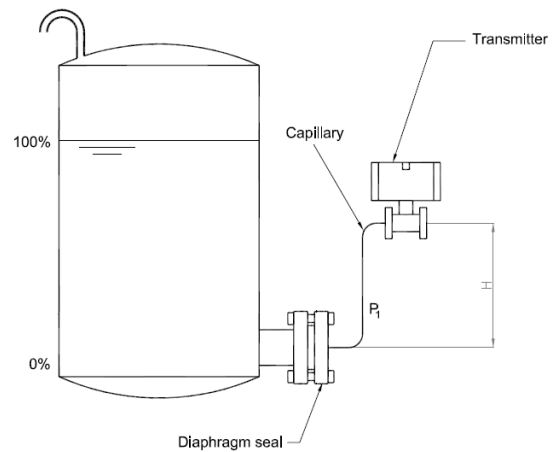 Transmitter
Capillary
100%
H
P1
0%
Diaphragm seal